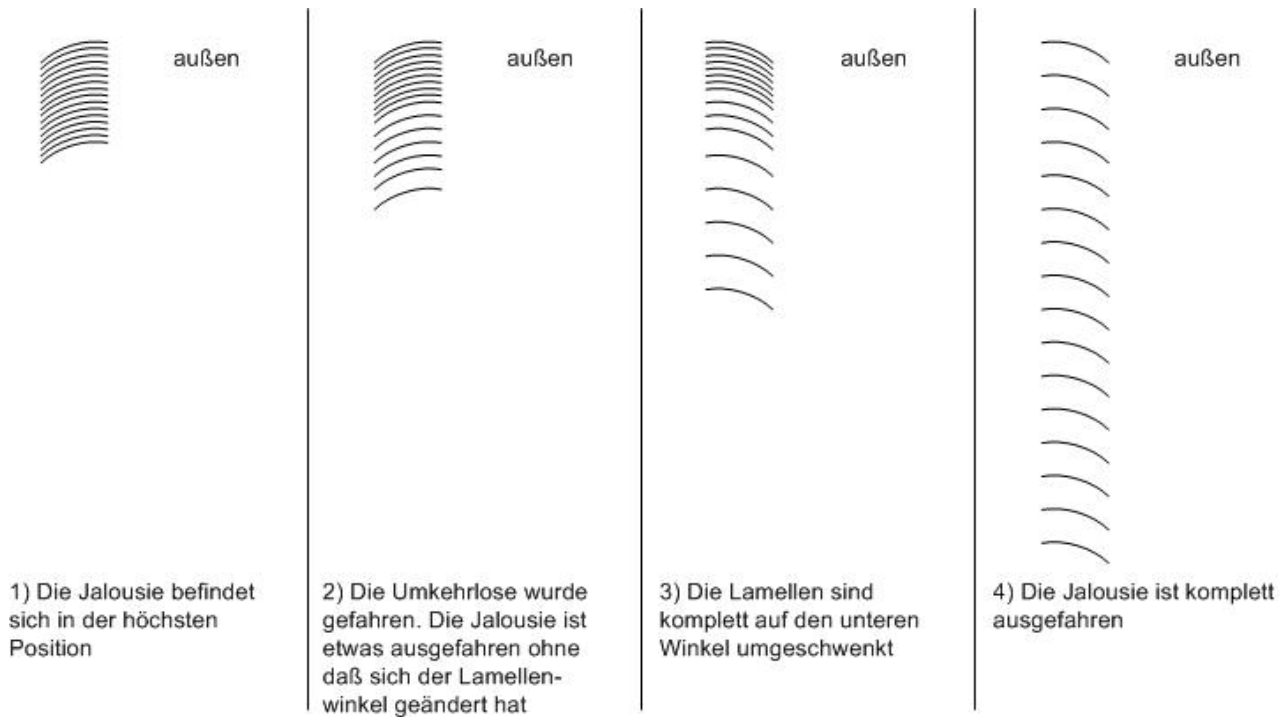 außen
außen
außen
außen
1) Die Jalousie befindet
sich in der höchsten
Position
2) Die Umkehrlose wurde
gefahren. Die Jalousie ist
etwas ausgefahren ohne
daß sich der Lamellen-
winkel geändert hat
3) Die Lamellen sind
komplett auf den unteren
Winkel umgeschwenkt
4) Die Jalousie ist komplett
ausgefahren